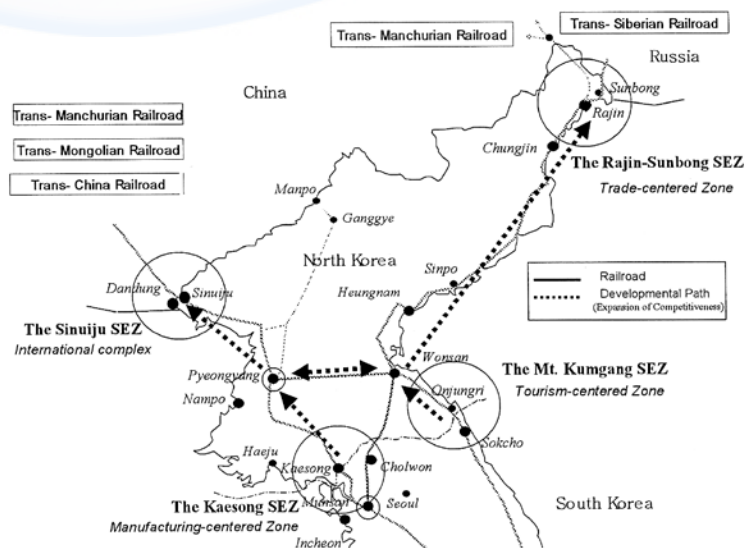 Trans- Siberian Railroad
Trans- Manchurian Railroad
Russia
China
Sunbong
Rajin
Trans- Manchurian Railroad
Trans- Mongolian Railroad
Trans- China Railroad
Chungjin
The Rajin-Sunbong SEZ
Trade-centered Zone
Manpo
Ganggye
North Korea
Sinpo
Dandung
Sinuiju
Heungnam
Railroad
Developmental Path
(Expansion of Competitiveness)
The Sinuiju SEZ
International complex
Wonsan
The Mt. Kumgang SEZ
Pyeongyang
Onjungri
Tourism-centered Zone
Nampo
Sokcho
Haeju
Kaesong
Cholwon
The Kaesong SEZ
Munsan
Seoul
South Korea
Manufacturing-centered Zone
Incheon